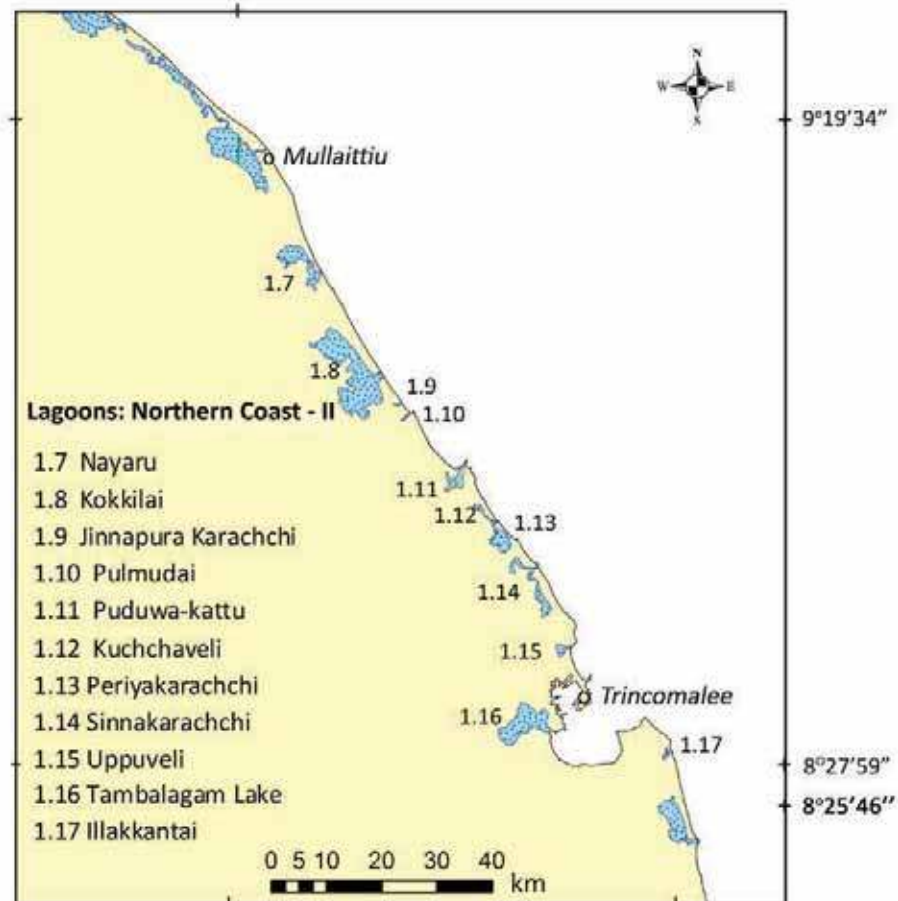 N
W E
S
9°19′34″
Mullaittiu
1.7
1.8
1.9
Lagoons: Northern Coast - II
1.10
1.7 Nayaru
1.11
1.8 Kokkilai
1.12
1.13
1.9 Jinnapura Karachchi
1.10 Pulmudai
1.14
1.11 Puduwa-kattu
1.12 Kuchchaveli
1.15
1.13 Periyakarachchi
Trincomalee
1.14 Sinnakarachchi
1.16
1.17
1.15 Uppuveli
8°27′59″
1.16 Tambalagam Lake
8°25′46″
1.17 Illakkantai
0 5 10 20 30 40
km